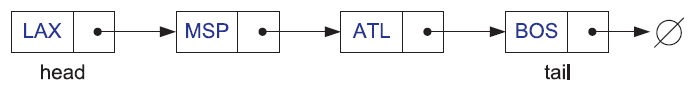 LAX MSP ATL BOS ∅
head tail